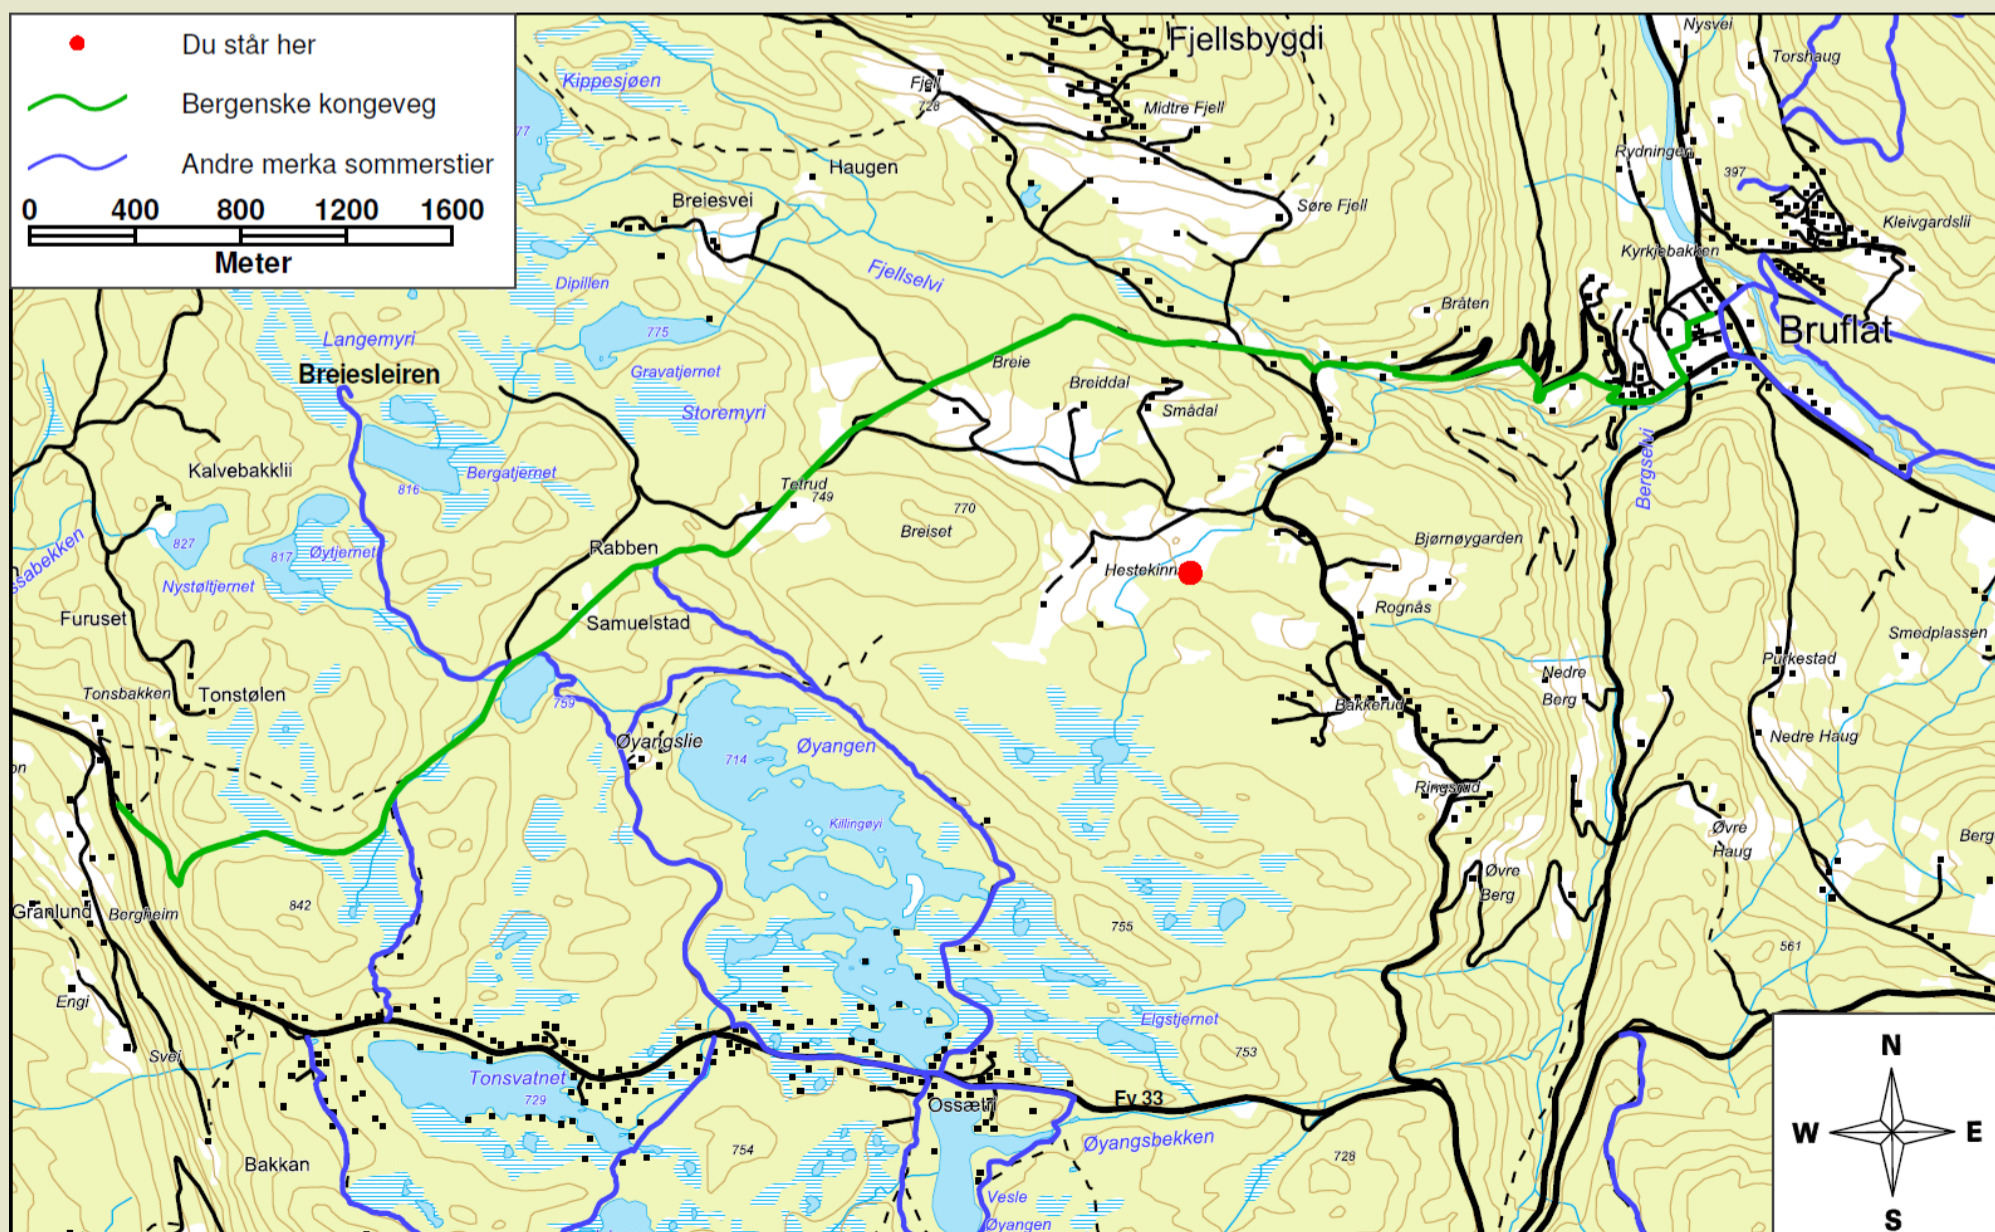 Du står her
Bergenske kongeveg
Andre merka sommerstier
0 400 800 1200 1600
Meter
Fjellsbygdi
Nysvei
Torshaug
Kippesjøen
Fjell
728
Midtre Fjell
77
Haugen
Rydningen
397
Breiesvei
Søre Fjell
Kleivgardslii
Kyrkjebakken
Fjellselvi
Dipillen
Bråten
Bruflat
775
Langemyri
Breiesleiren
Gravatjernet
Breie
Breiddal
Smådal
Storemyri
Kalvebakklii
Bergatjernet
816
Tetrud
749
770
Breiset
Bergselvi
827
817
Øytjernet
Rabben
Bjørnøygarden
ssabekken
Nystøltjernet
Hestekinn
Rognås
Furuset
Samuelstad
Smedplassen
Purkestad
Nedre
Berg
Tonsbakken
Tonstølen
759
Bakkerud
Øyangslie
Øyangen
714
Nedre Haug
on
Ringsrud
Killingøyi
Øvre
Haug
Berg
Øvre
Berg
842
Granlund
Bergheim
755
561
Engi
Elgstjernet
753
Svei
Tonsvatnet
729
Ossætri
Fv 33
Øyangsbekken
754
728
Bakkan
Vesle
Øyangen
N
W
E
S